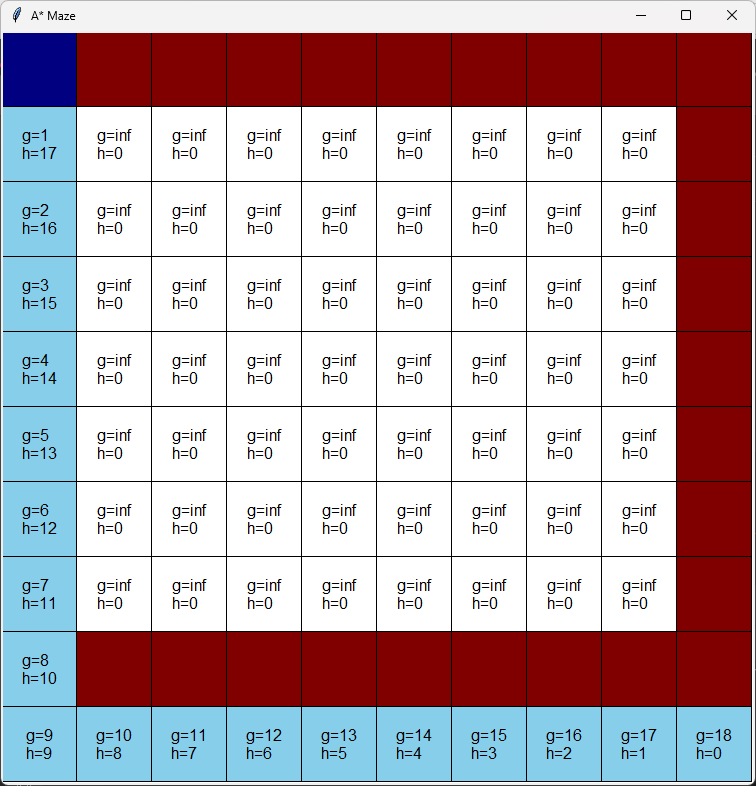 A* Maze
g=1 g=inf g=inf g=inf g=inf g=inf g=inf g=inf g=inf
h=17 h=0 h=0 h=0 h=0 h=0 h=0 h=0 h=0
g=2 g=inf g=inf g=inf g=inf g=inf g=inf g=inf g=inf
h=16 h=0 h=0 h=0 h=0 h=0 h=0 h=0 h=0
g=3 g=inf g=inf g=inf g=inf g=inf g=inf g=inf g=inf
h=15 h=0 h=0 h=0 h=0 h=0 h=0 h=0 h=0
g=4 g=inf g=inf g=inf g=inf g=inf g=inf g=inf g=inf
h=14 h=0 h=0 h=0 h=0 h=0 h=0 h=0 h=0
g=5 g=inf g=inf g=inf g=inf g=inf g=inf g=inf g=inf
h=13 h=0 h=0 h=0 h=0 h=0 h=0 h=0 h=0
g=6 g=inf g=inf g=inf g=inf g=inf g=inf g=inf g=inf
h=12 h=0 h=0 h=0 h=0 h=0 h=0 h=0 h=0
g=7 g=inf g=inf g=inf g=inf g=inf g=inf g=inf g=inf
h=11 h=0 h=0 h=0 h=0 h=0 h=0 h=0 h=0
g=8
h=10
g=9 g=10 g=11 g=12 g=13 g=14 g=15 g=16 g=17 g=18
h=9 h=8 h=7 h=6 h=5 h=4 h=3 h=2 h=1 h=0